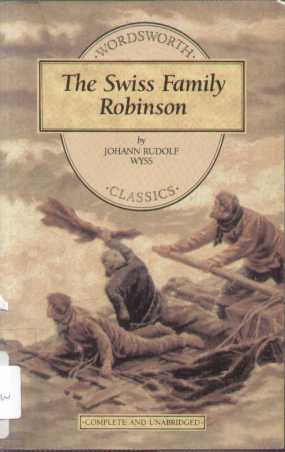 ·WORDSWORTH·
The Swiss Family
Robinson
by
JOHANN RUDOLF
WYSS
·CLASSICS·
·COMPLETE AND UNABRIDGED·